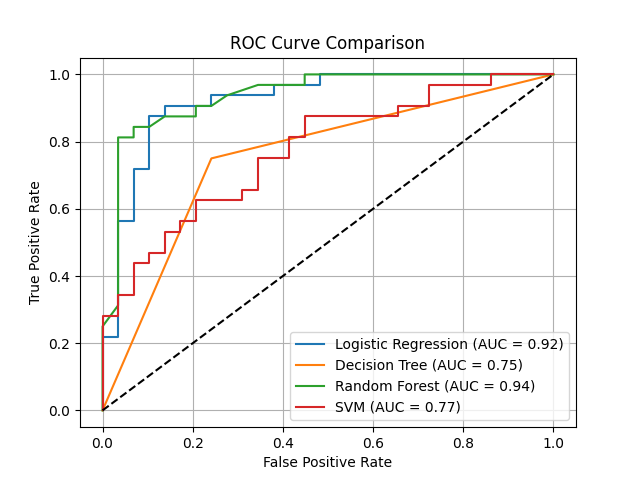 ROC Curve Comparison
True Positive Rate
1.0
0.8
0.6
0.4
0.2
0.0
Logistic Regression (AUC = 0.92)
Decision Tree (AUC = 0.75)
Random Forest (AUC = 0.94)
SVM (AUC = 0.77)
0.0 0.2 0.4 0.6 0.8 1.0
False Positive Rate